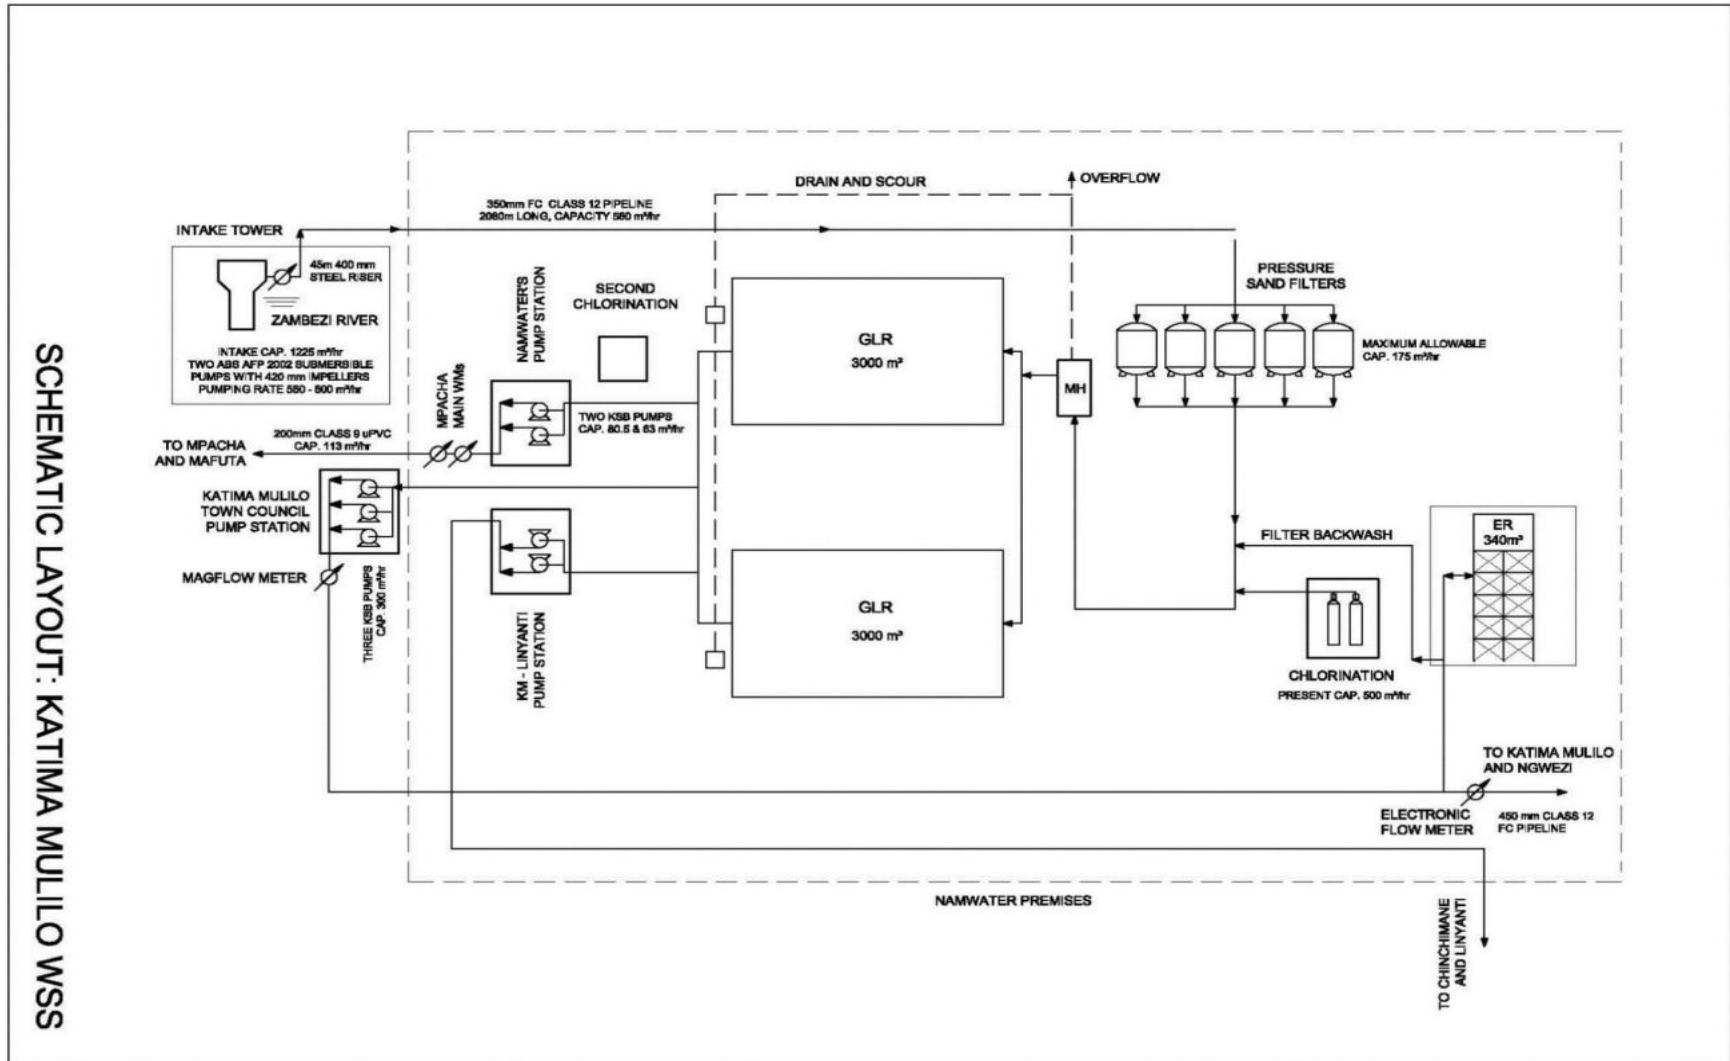 SCHEMATIC LAYOUT: KATIMA MULILO WSS
DRAIN AND SCOUR
OVERFLOW
350mm FC CLASS 12 PIPELINE
2080m LONG, CAPACITY 560 m³/hr
INTAKE TOWER
45m 400 mm
STEEL RISER
ZAMBEZI RIVER
INTAKE CAP. 1225 m³/hr
TWO ABS AFP 2002 SUBMERSIBLE
PUMPS WITH 420 mm IMPELLERS
PUMPING RATE 550 - 500 m³/hr
NAMWATER'S
PUMP STATION
SECOND
CHLORINATION
GLR
3000 m³
MH
PRESSURE
SAND FILTERS
MAXIMUM ALLOWABLE
CAP. 175 m³/hr
MPACHA
MAIN WMs
TWO KSB PUMPS
CAP. 80.5 & 63 m³/hr
200mm CLASS 9 uPVC
CAP. 113 m³/hr
TO MPACHA
AND MAFUTA
KATIMA MULILO
TOWN COUNCIL
PUMP STATION
MAGFLOW METER
THREE KSB PUMPS
CAP. 300 m³/hr
KM - LINYANTI
PUMP STATION
GLR
3000 m³
FILTER BACKWASH
ER
340m³
CHLORINATION
PRESENT CAP. 500 m³/hr
TO KATIMA MULILO
AND NGWEZI
ELECTRONIC
FLOW METER
450 mm CLASS 12
FC PIPELINE
NAMWATER PREMISES
TO CHINCHIMANE
AND LINYANTI